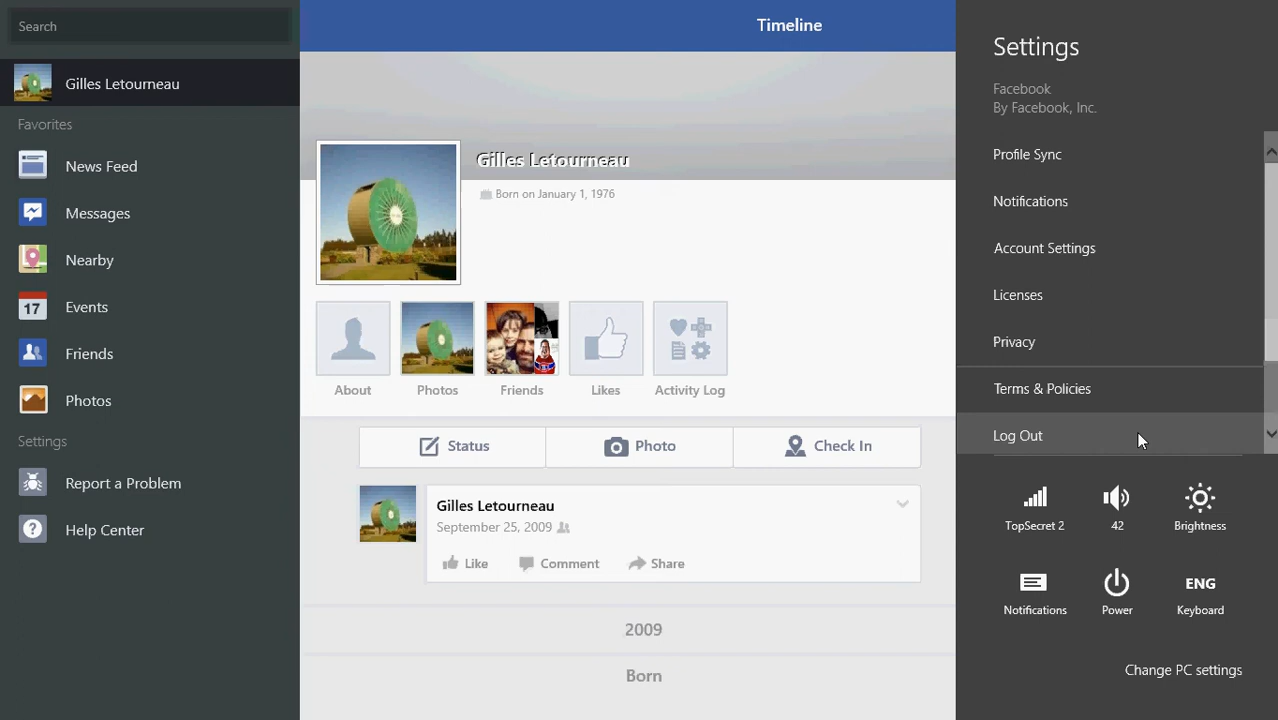 Search
Gilles Letourneau
Favorites
News Feed
Messages
Nearby
17
Events
Friends
Photos
Settings
Report a Problem
Help Center
Timeline
Gilles Letourneau
Born on January 1, 1976
About
Photos
Friends
Likes
Activity Log
Status
Photo
Check In
Gilles Letourneau
September 25, 2009
Like
Comment
Share
2009
Born
Settings
Facebook
By Facebook, Inc.
Profile Sync
Notifications
Account Settings
Licenses
Privacy
Terms & Policies
Log Out
TopSecret 2
42
Brightness
Notifications
Power
ENG
Keyboard
Change PC settings